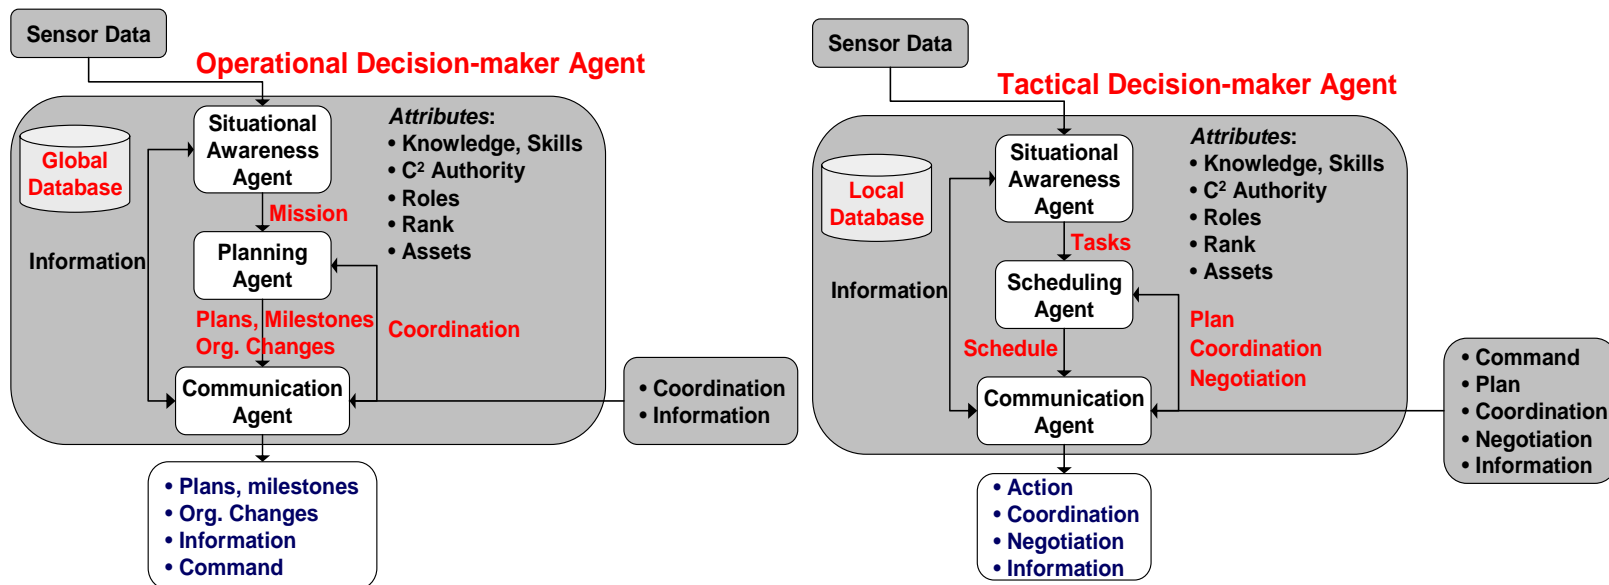 Sensor Data
Operational Decision-maker Agent
Situational
Awareness
Agent
Attributes:
• Knowledge, Skills
• C² Authority
• Roles
• Rank
• Assets
Global
Database
Mission
Information
Planning
Agent
Plans, Milestones
Org. Changes
Coordination
Communication
Agent
• Coordination
• Information
• Plans, milestones
• Org. Changes
• Information
• Command
Sensor Data
Tactical Decision-maker Agent
Situational
Awareness
Agent
Attributes:
• Knowledge, Skills
• C² Authority
• Roles
• Rank
• Assets
Local
Database
Tasks
Information
Scheduling
Agent
Schedule
Plan
Coordination
Negotiation
Communication
Agent
• Command
• Plan
• Coordination
• Negotiation
• Information
• Action
• Coordination
• Negotiation
• Information